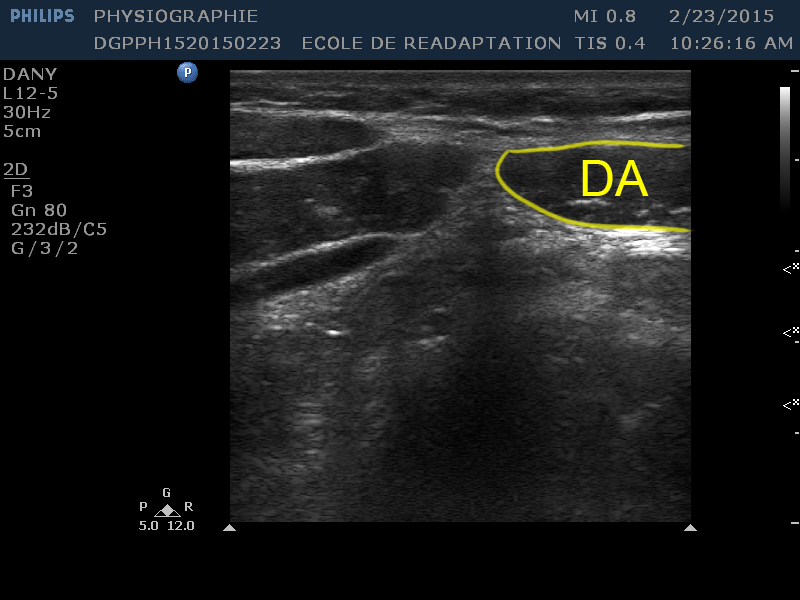 PHILIPS PHYSIOGRAPHIE MI 0.8 2/23/2015
DGPPH1520150223 ECOLE DE READAPTATION TIS 0.4 10:26:16 AM
DANY
P
L12-5
30Hz
5cm
2D
F3
Gn 80
232dB/C5
G/3/2
DA
G
P R
5.0 12.0